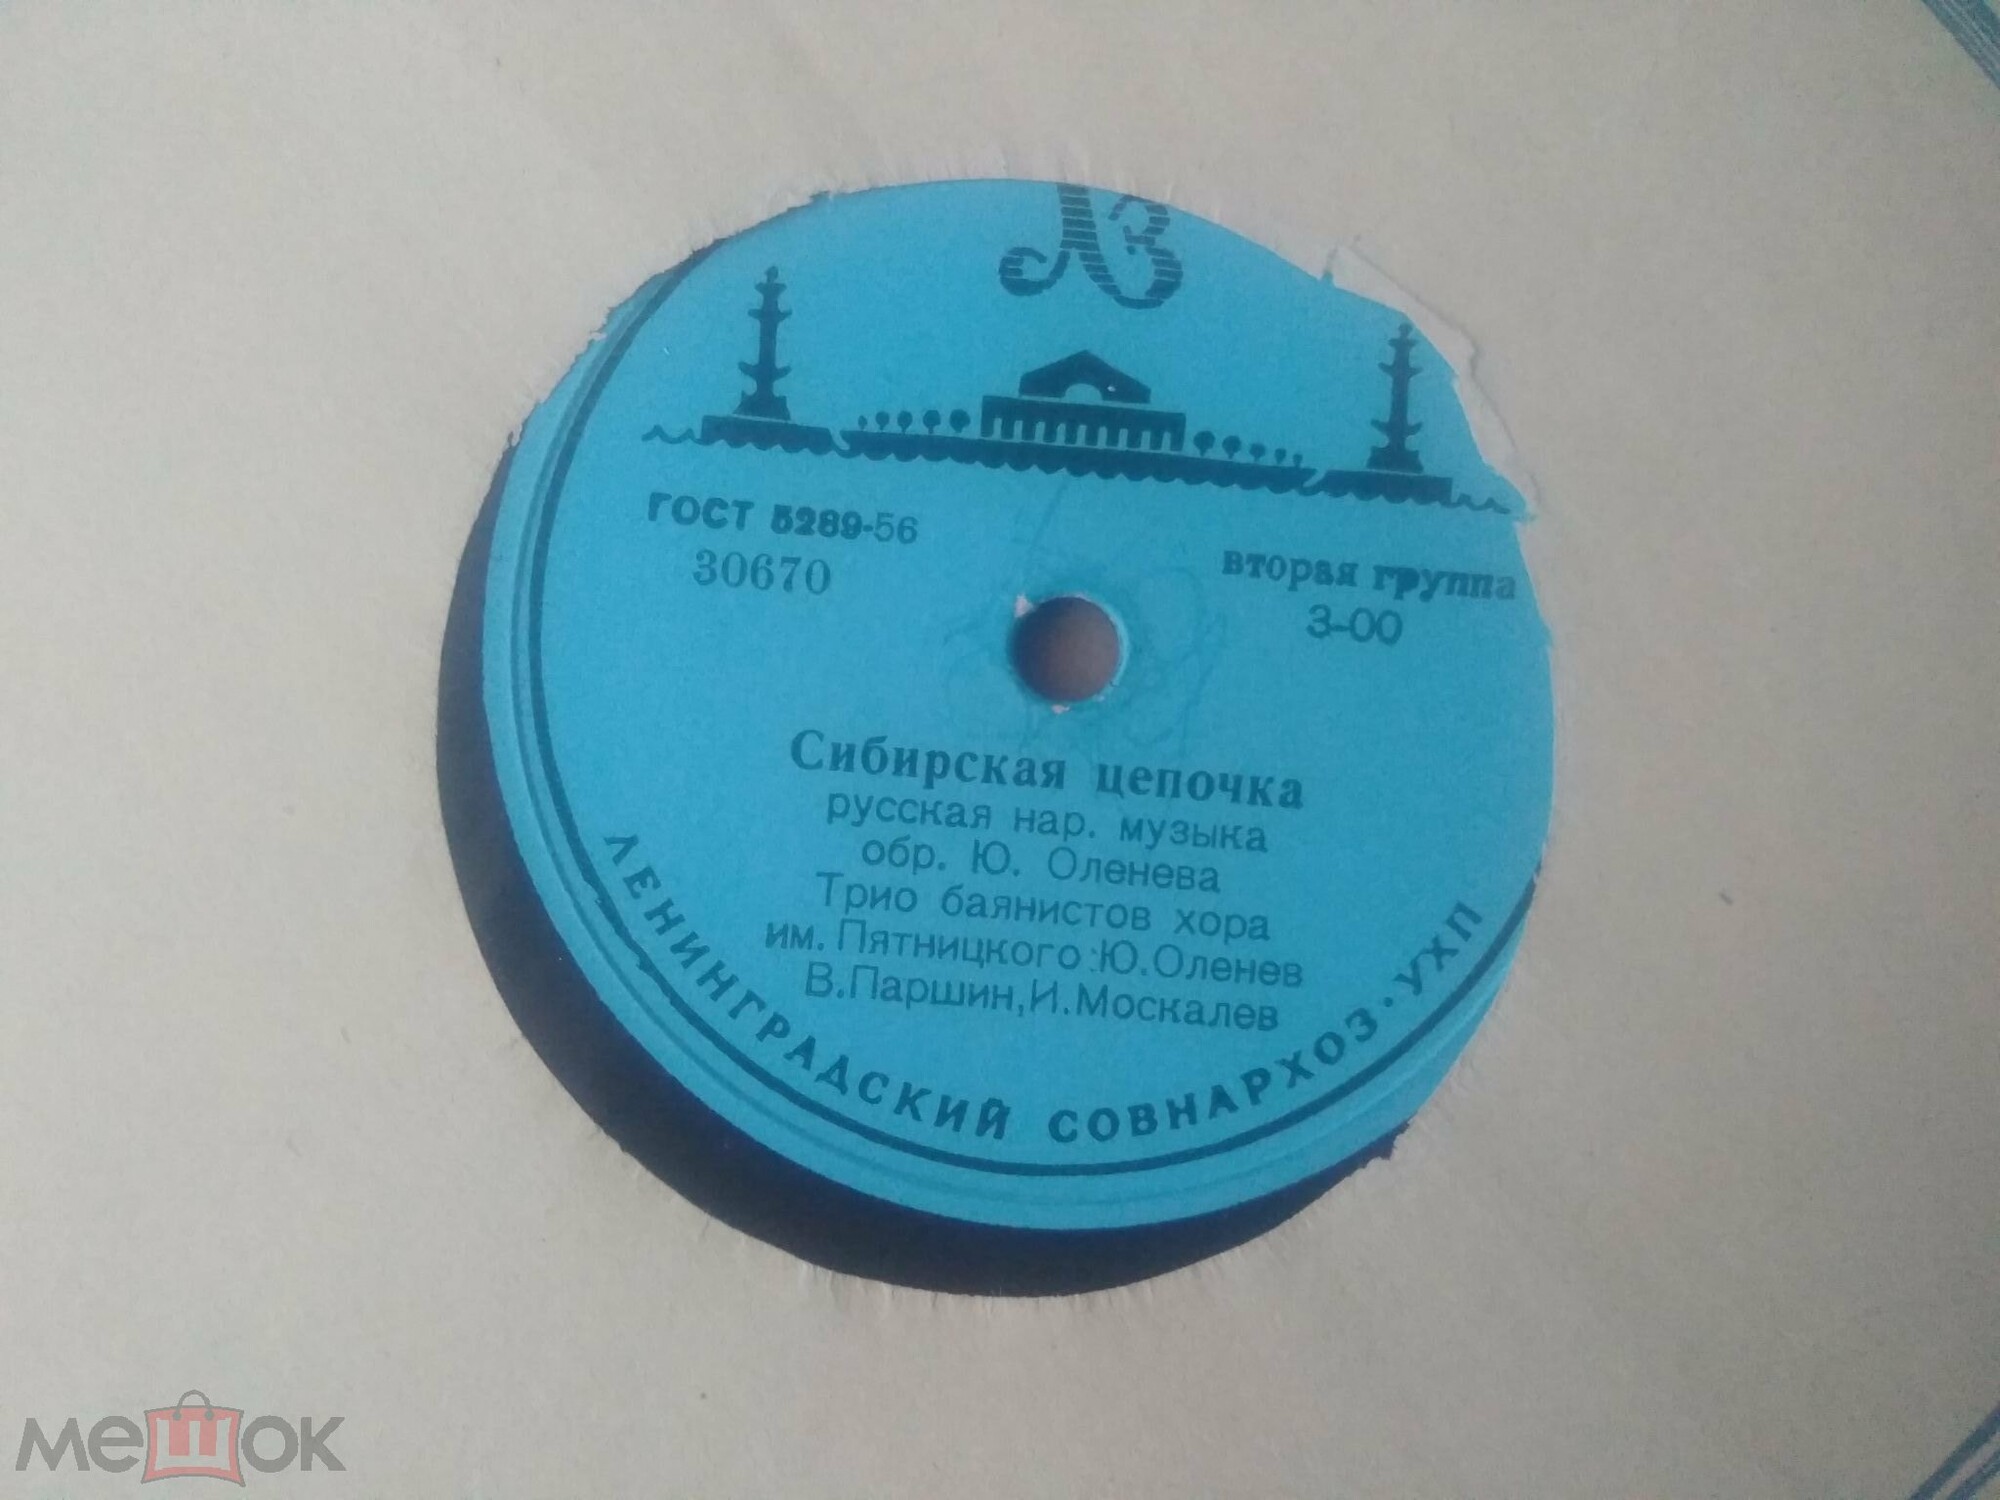 ЛЗ
ГОСТ 5289-56
30670
вторая группа
3-00
Сибирская цепочка
русская нар. музыка
обр. Ю. Оленева
Трио баянистов хора
им. Пятницкого:Ю.Оленев
В.Паршин,И.Москалев
ЛЕНИНГРАДСКИЙ СОВНАРХОЗ·УХП
мешок